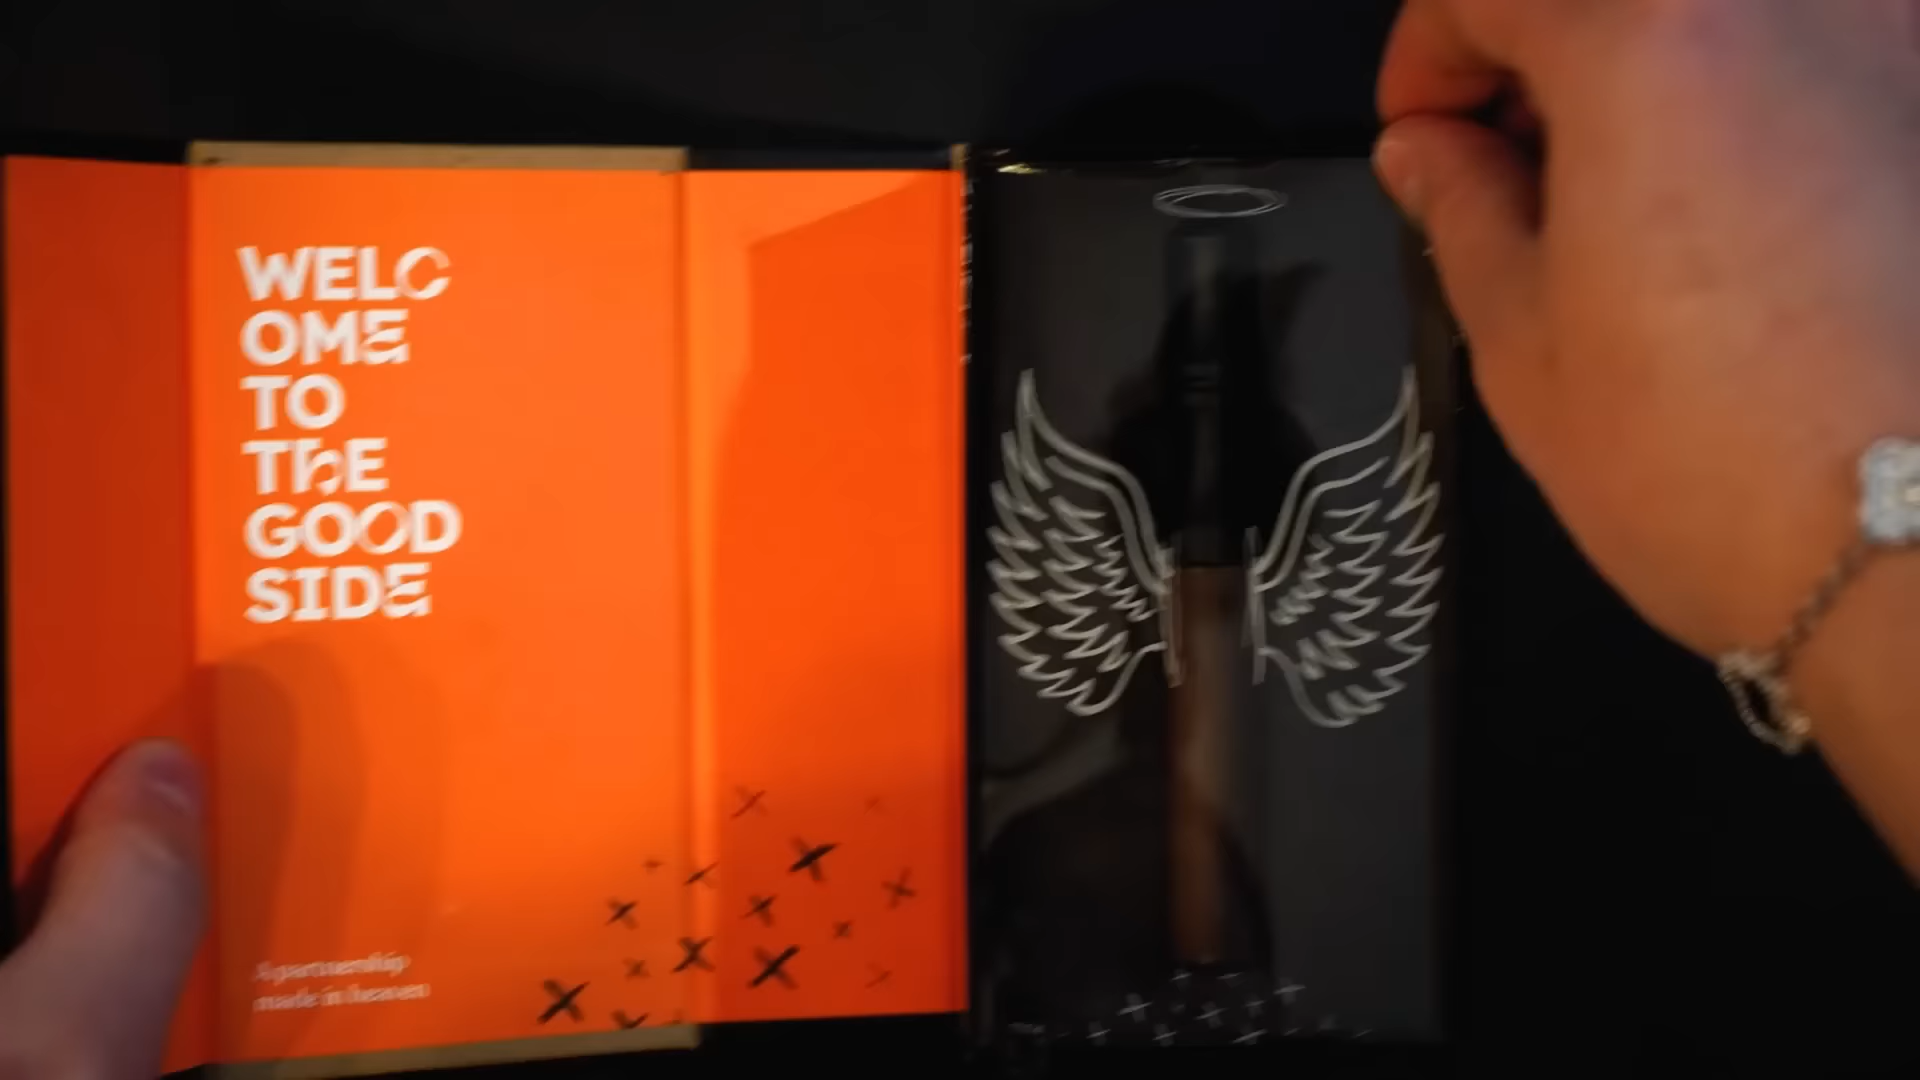 WELC
OME
TO
ThE
GOOD
SIDE
A partnership
made in heaven